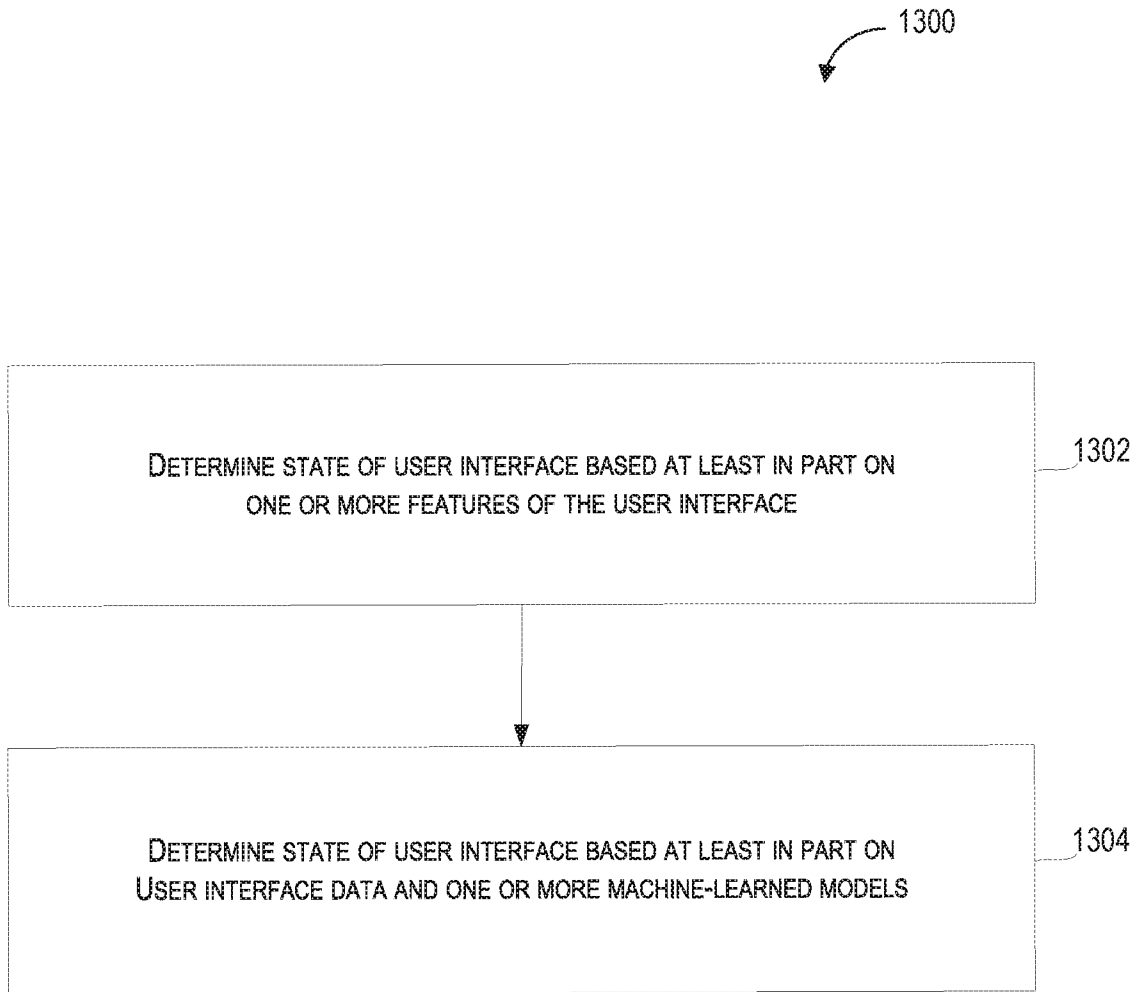 1300
DETERMINE STATE OF USER INTERFACE BASED AT LEAST IN PART ON
ONE OR MORE FEATURES OF THE USER INTERFACE
1302
DETERMINE STATE OF USER INTERFACE BASED AT LEAST IN PART ON
USER INTERFACE DATA AND ONE OR MORE MACHINE-LEARNED MODELS
1304